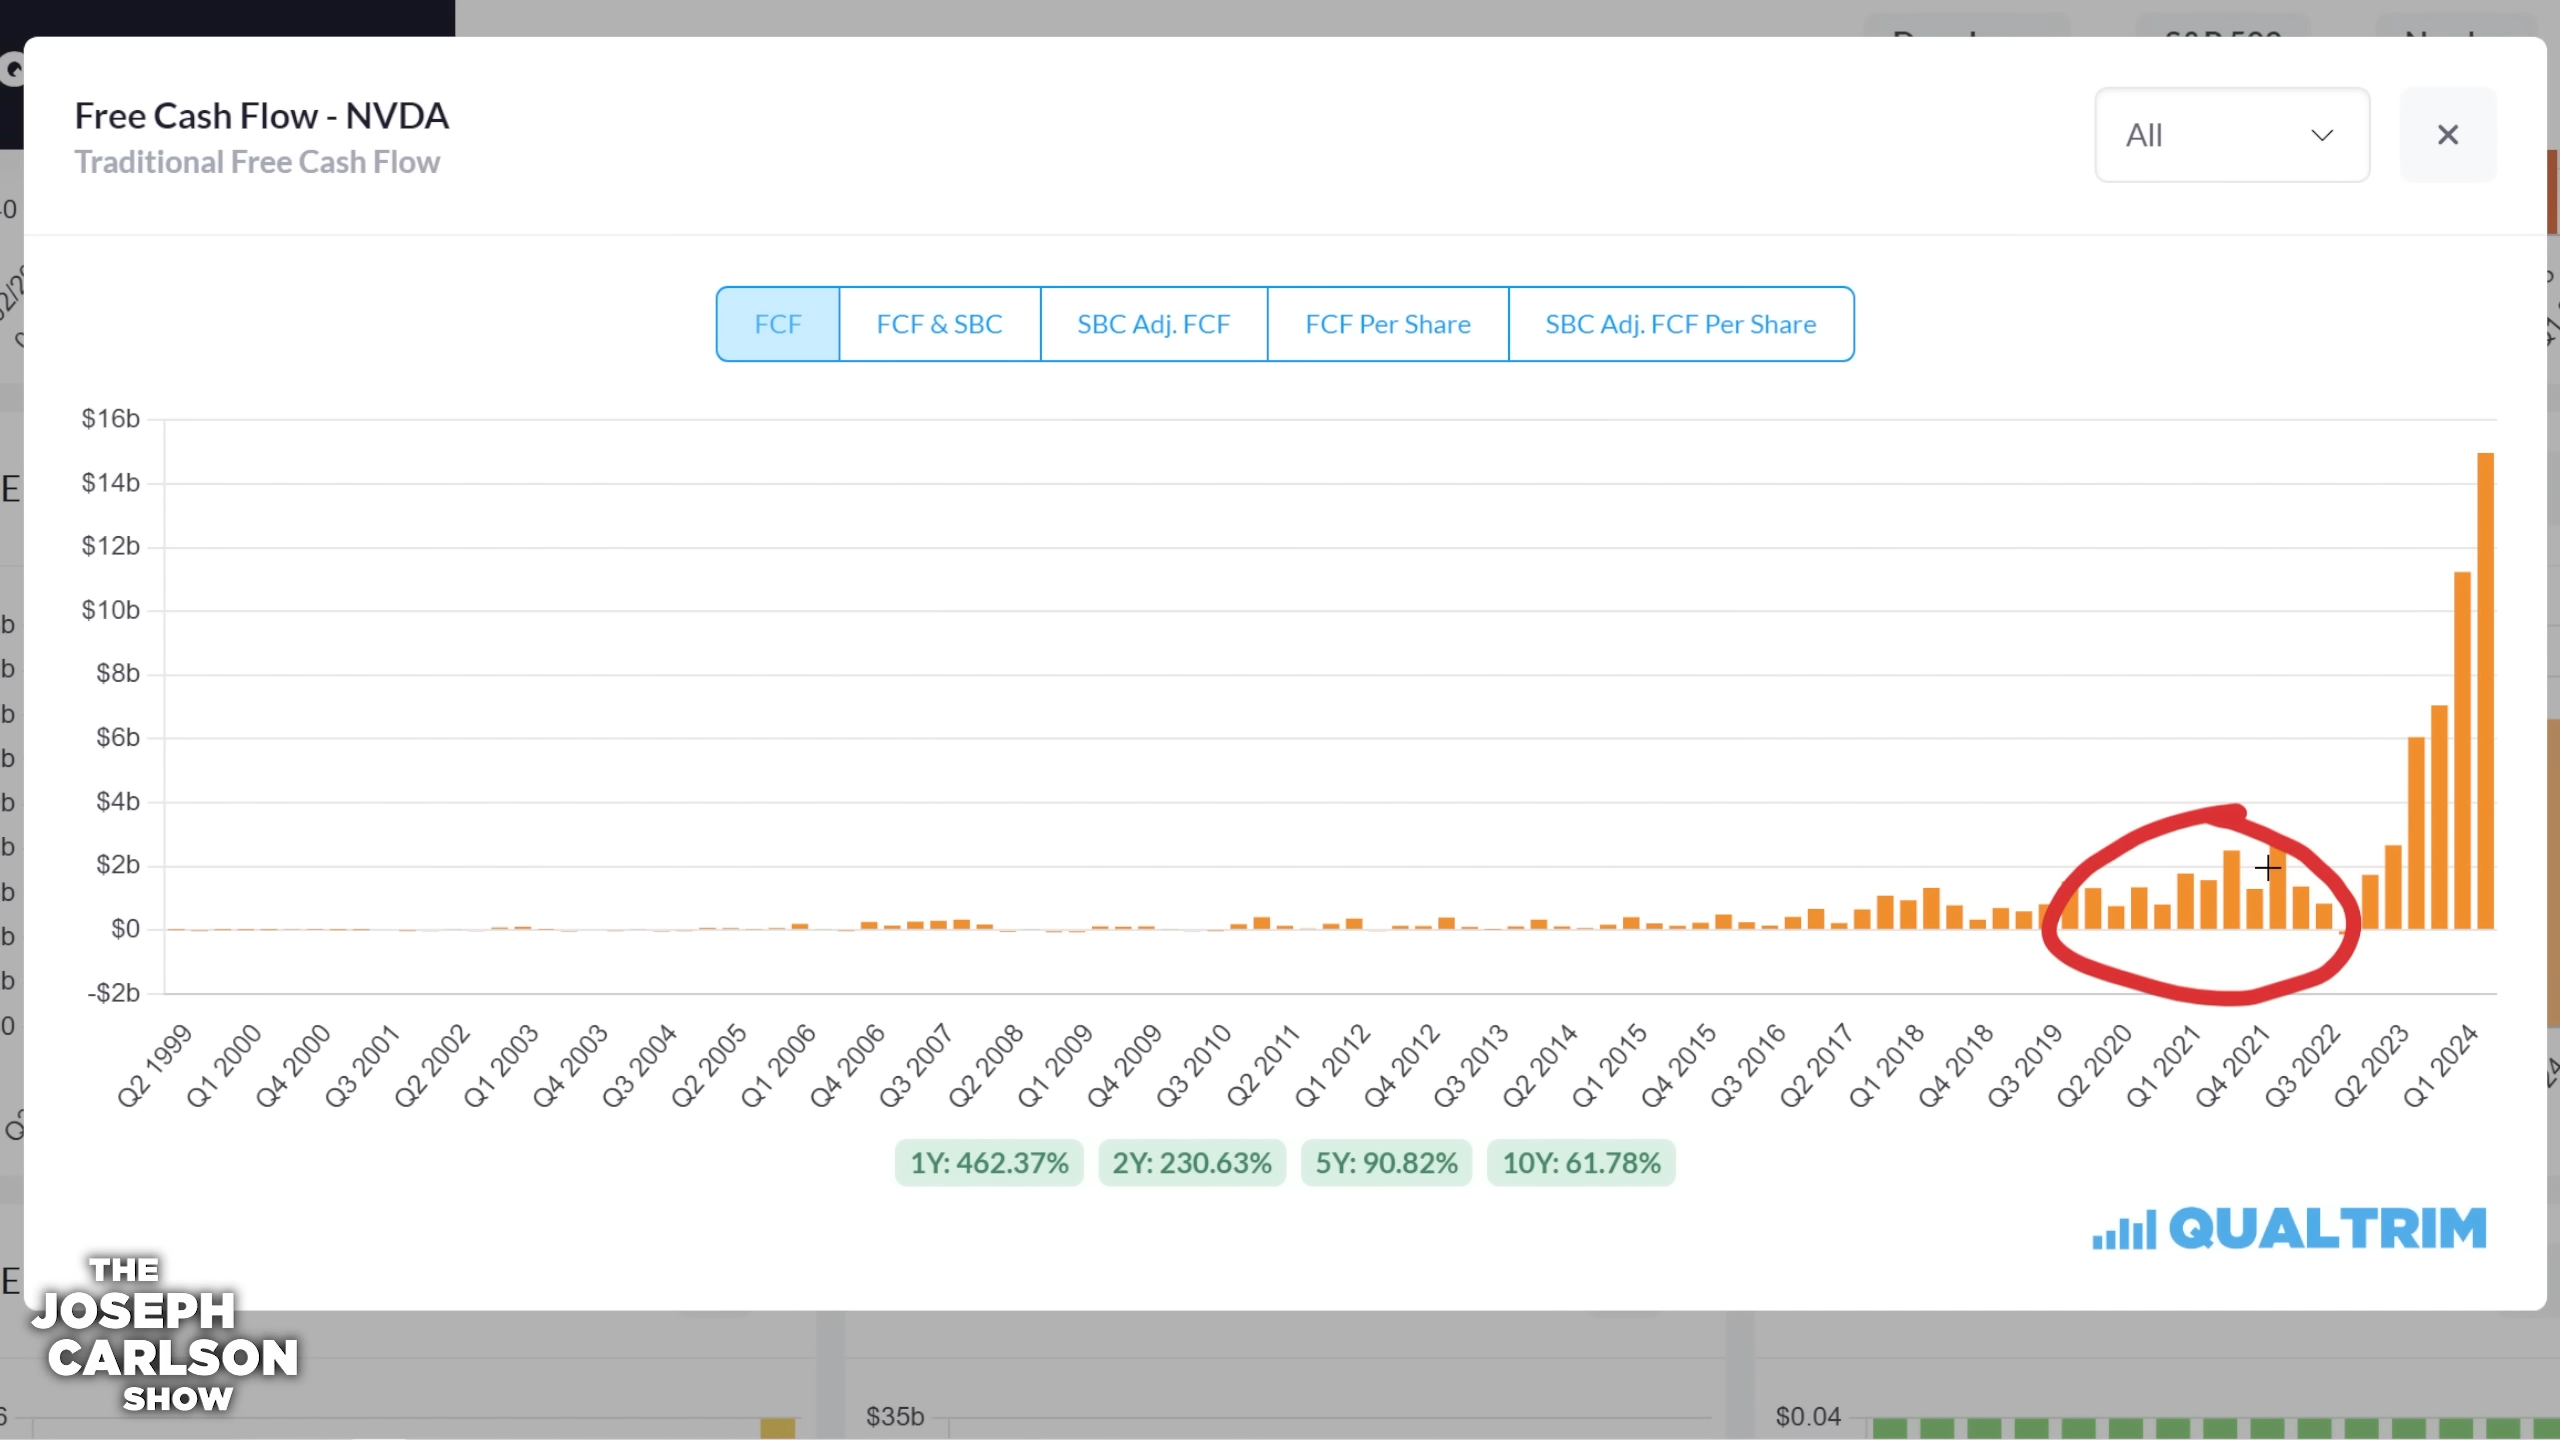 Free Cash Flow - NVDA
Traditional Free Cash Flow
All
FCF
FCF & SBC
SBC Adj. FCF
FCF Per Share
SBC Adj. FCF Per Share
$16b
$14b
$12b
$10b
$8b
$6b
$4b
$2b
$0
-$2b
Q2 1999
Q1 2000
Q4 2000
Q3 2001
Q2 2002
Q1 2003
Q4 2003
Q3 2004
Q2 2005
Q1 2006
Q4 2006
Q3 2007
Q2 2008
Q1 2009
Q4 2009
Q3 2010
Q2 2011
Q1 2012
Q4 2012
Q3 2013
Q2 2014
Q1 2015
Q4 2015
Q3 2016
Q2 2017
Q1 2018
Q4 2018
Q3 2019
Q2 2020
Q1 2021
Q4 2021
Q3 2022
Q2 2023
Q1 2024
1Y: 462.37%
2Y: 230.63%
5Y: 90.82%
10Y: 61.78%
QUALTRIM
THE
JOSEPH
CARLSON
SHOW
$35b
$0.04